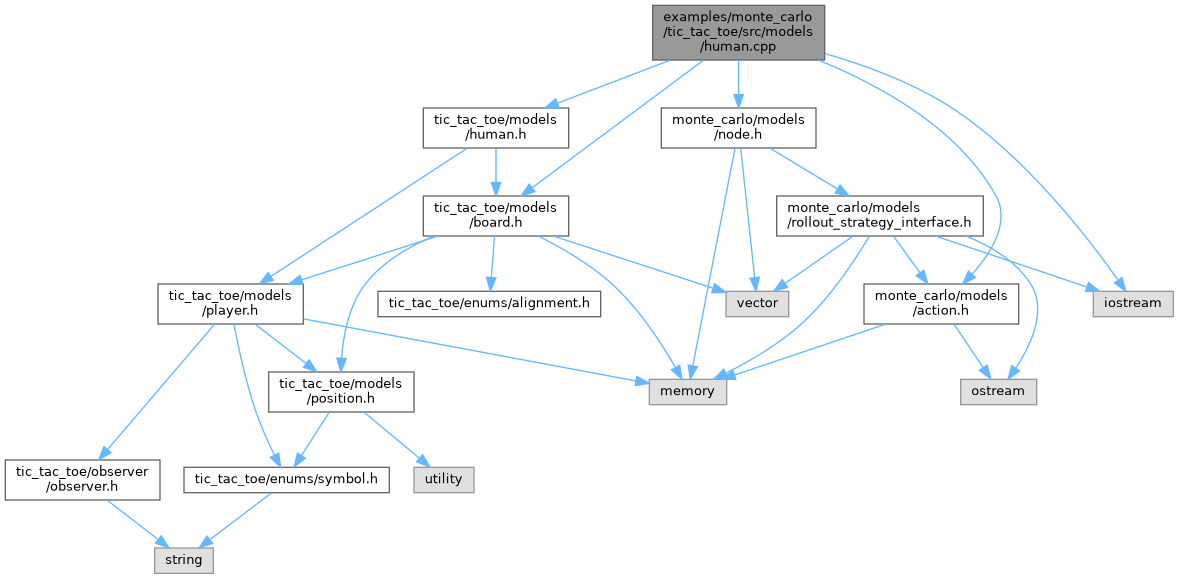 examples/monte_carlo
/tic_tac_toe/src/models
/human.cpp
tic_tac_toe/models
/human.h
monte_carlo/models
/node.h
tic_tac_toe/models
/board.h
monte_carlo/models
/rollout_strategy_interface.h
tic_tac_toe/models
/player.h
tic_tac_toe/enums/alignment.h
vector
monte_carlo/models
/action.h
iostream
tic_tac_toe/models
/position.h
memory
ostream
tic_tac_toe/observer
/observer.h
tic_tac_toe/enums/symbol.h
utility
string